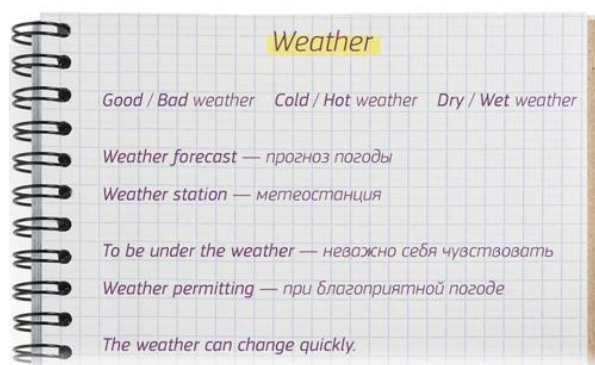 Weather
Good / Bad weather Cold / Hot weather Dry / Wet weather
Weather forecast — прогноз погоды
Weather station — метеостанция
To be under the weather — неважно себя чувствовать
Weather permitting — при благоприятной погоде
The weather can change quickly.